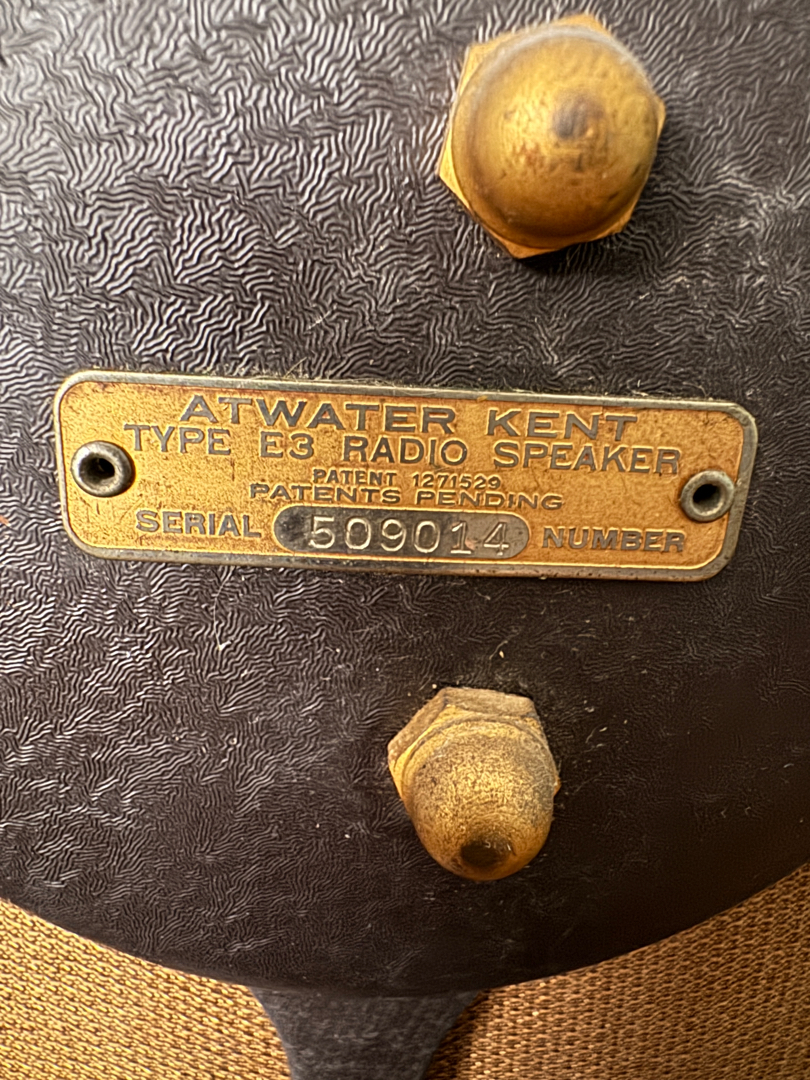 ATWATER KENT
TYPE E3 RADIO SPEAKER
PATENT 1271529
PATENTS PENDING
SERIAL 509014 NUMBER